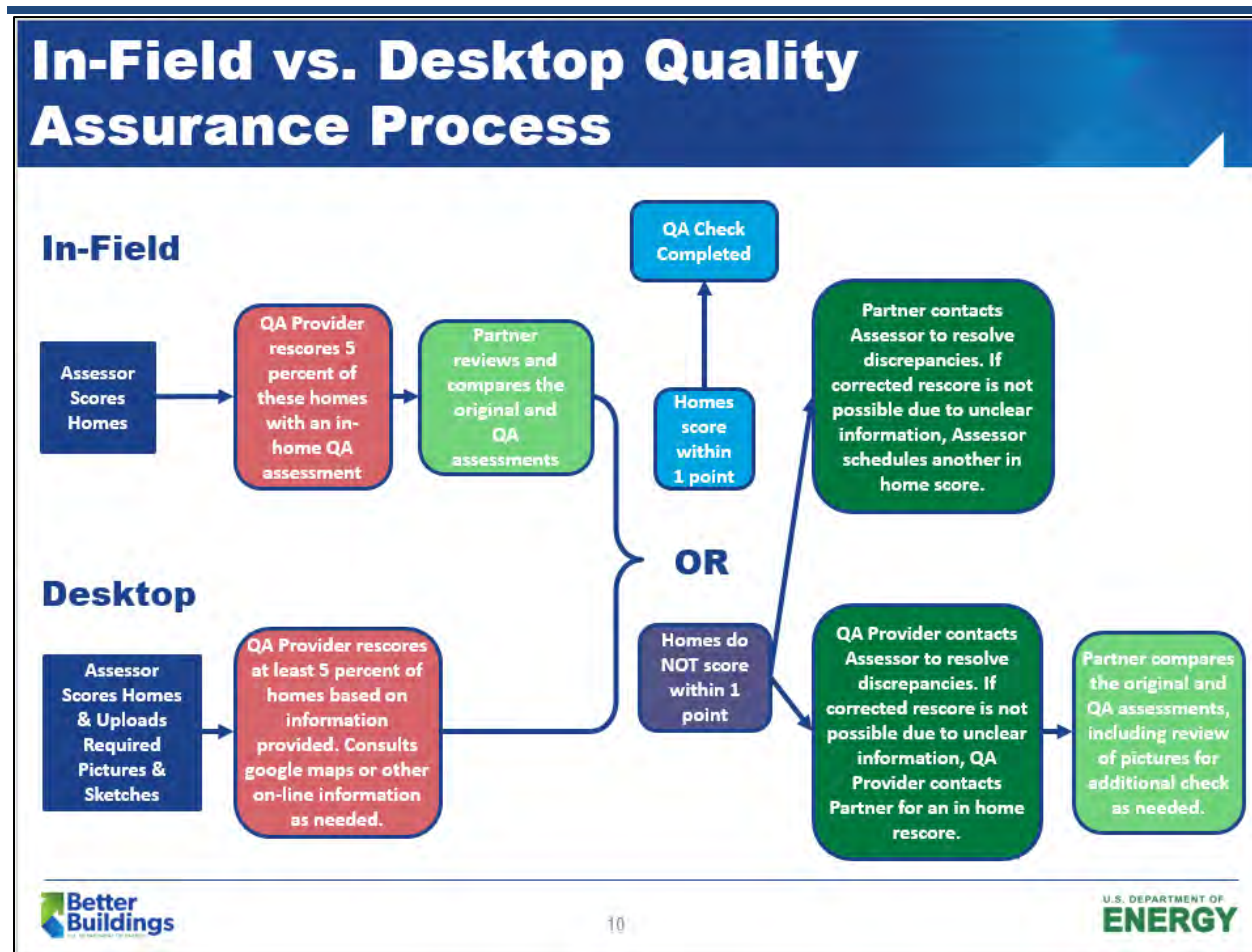 In-Field vs. Desktop Quality
Assurance Process
In-Field
Assessor
Scores
Homes
QA Provider
rescores 5
percent of
these homes
with an in-
home QA
assessment
Partner
reviews and
compares the
original and
QA
assessments
QA Check
Completed
Homes
score
within
1 point
Partner contacts
Assessor to resolve
discrepancies. If
corrected rescore is not
possible due to unclear
information, Assessor
schedules another in
home score.
OR
Desktop
Assessor
Scores Homes
& Uploads
Required
Pictures &
Sketches
QA Provider rescores
at least 5 percent of
homes based on
information
provided. Consults
google maps or other
on-line information
as needed.
Homes do
NOT score
within 1
point
QA Provider contacts
Assessor to resolve
discrepancies. If
corrected rescore is not
possible due to unclear
information, QA
Provider contacts
Partner for an in home
rescore.
Partner compares
the original and
QA assessments,
including review
of pictures for
additional check
as needed.
Better
Buildings
U.S. DEPARTMENT OF ENERGY
10
U.S. DEPARTMENT OF
ENERGY